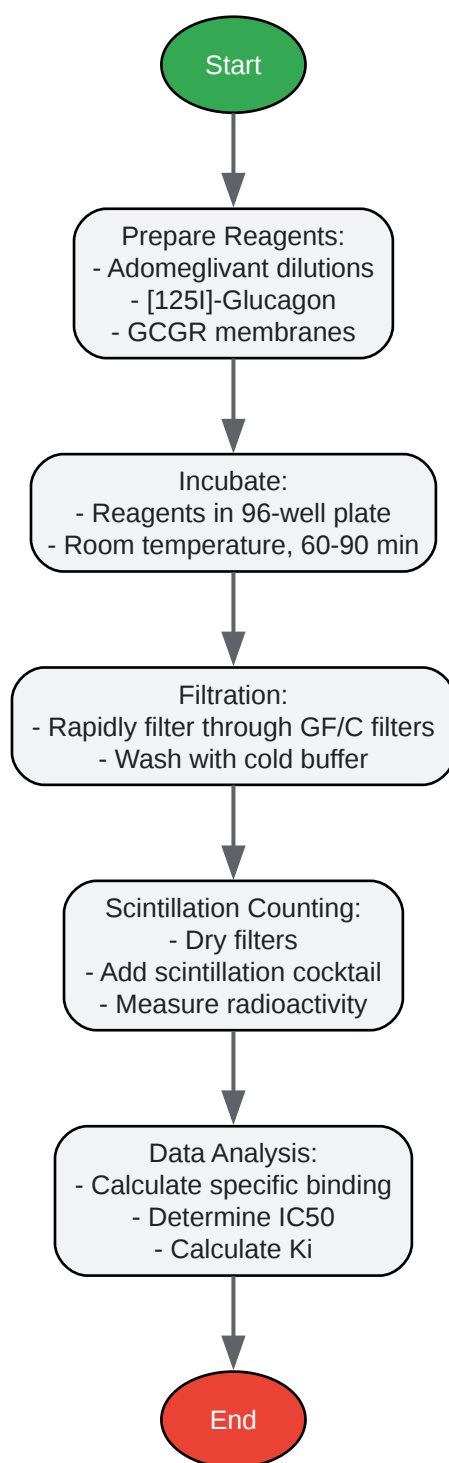 Start
Prepare Reagents:
- Adomeglivant dilutions
- [125I]-Glucagon
- GCGR membranes
Incubate:
- Reagents in 96-well plate
- Room temperature, 60-90 min
Filtration:
- Rapidly filter through GF/C filters
- Wash with cold buffer
Scintillation Counting:
- Dry filters
- Add scintillation cocktail
- Measure radioactivity
Data Analysis:
- Calculate specific binding
- Determine IC50
- Calculate Ki
End